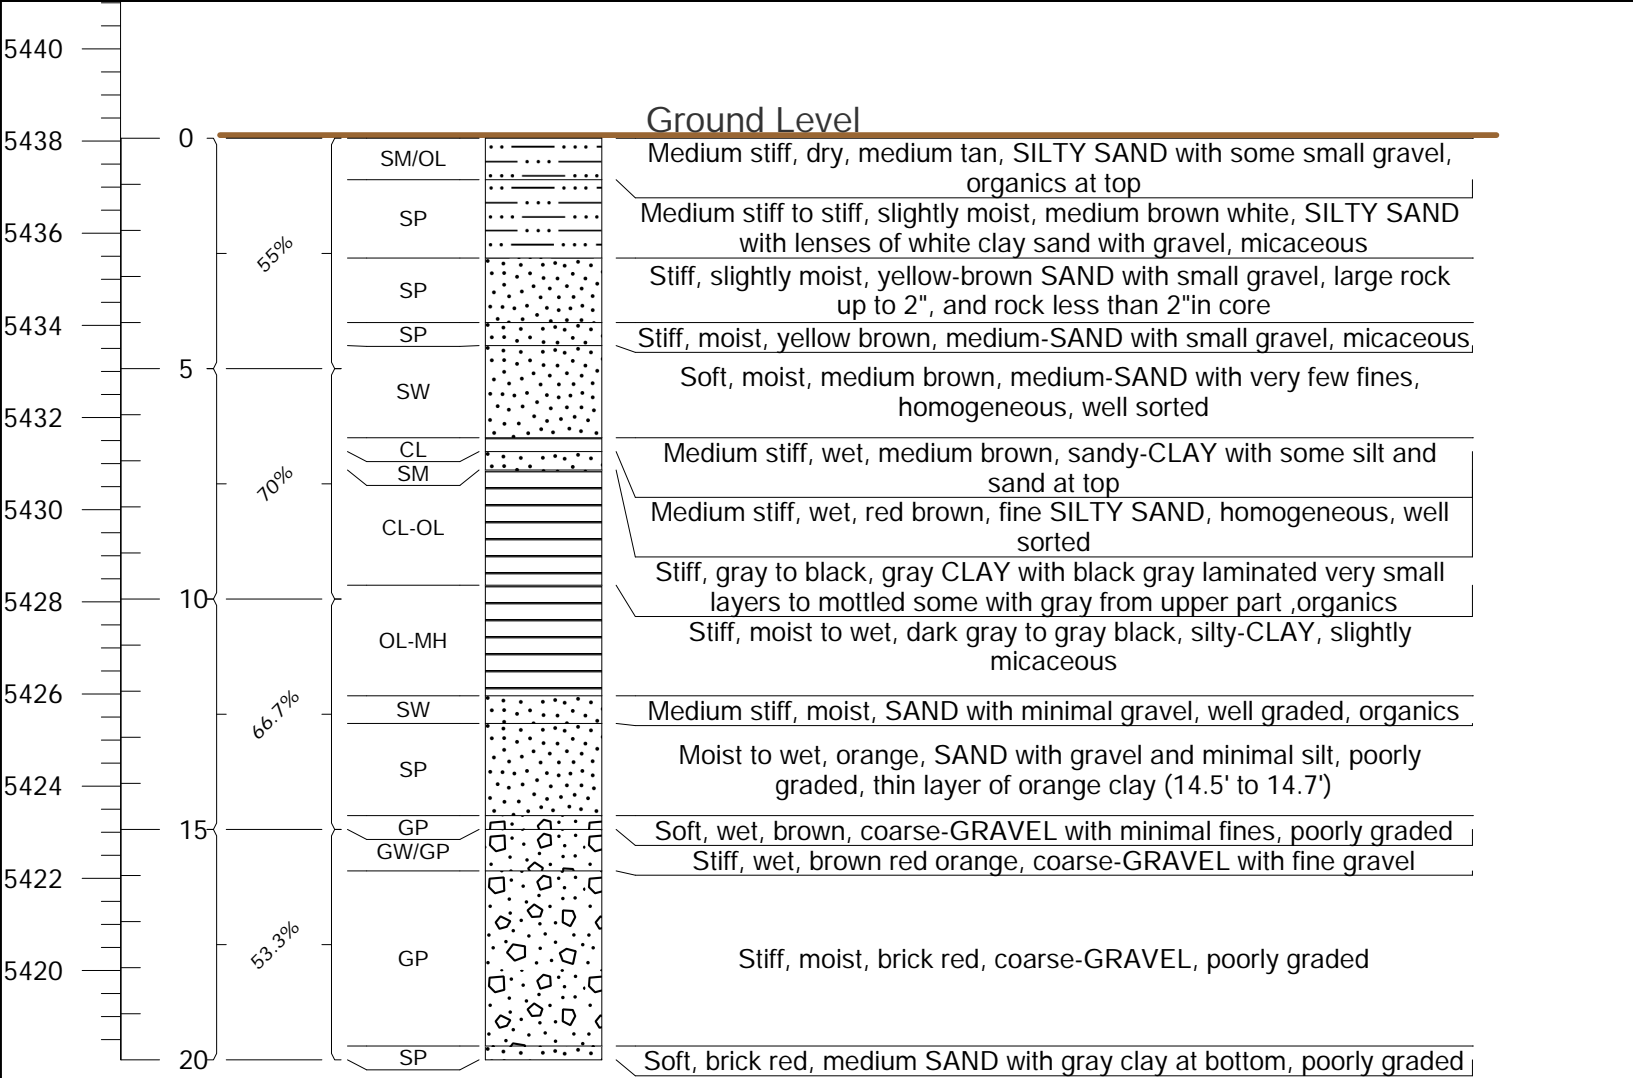 5440
Ground Level
5438
0
SM/OL
Medium stiff, dry, medium tan, SILTY SAND with some small gravel,
organics at top
SP
Medium stiff to stiff, slightly moist, medium brown white, SILTY SAND
with lenses of white clay sand with gravel, micaceous
5436
55%
SP
Stiff, slightly moist, yellow-brown SAND with small gravel, large rock
up to 2", and rock less than 2"in core
5434
SP
Stiff, moist, yellow brown, medium-SAND with small gravel, micaceous
5
SW
Soft, moist, medium brown, medium-SAND with very few fines,
homogeneous, well sorted
5432
CL
Medium stiff, wet, medium brown, sandy-CLAY with some silt and
sand at top
SM
70%
5430
Medium stiff, wet, red brown, fine SILTY SAND, homogeneous, well
sorted
CL-OL
Stiff, gray to black, gray CLAY with black gray laminated very small
layers to mottled some with gray from upper part ,organics
10
5428
OL-MH
Stiff, moist to wet, dark gray to gray black, silty-CLAY, slightly
micaceous
5426
66.7%
SW
Medium stiff, moist, SAND with minimal gravel, well graded, organics
SP
Moist to wet, orange, SAND with gravel and minimal silt, poorly
graded, thin layer of orange clay (14.5' to 14.7')
5424
15
GP
Soft, wet, brown, coarse-GRAVEL with minimal fines, poorly graded
GW/GP
Stiff, wet, brown red orange, coarse-GRAVEL with fine gravel
5422
53.3%
GP
Stiff, moist, brick red, coarse-GRAVEL, poorly graded
5420
20
SP
Soft, brick red, medium SAND with gray clay at bottom, poorly graded